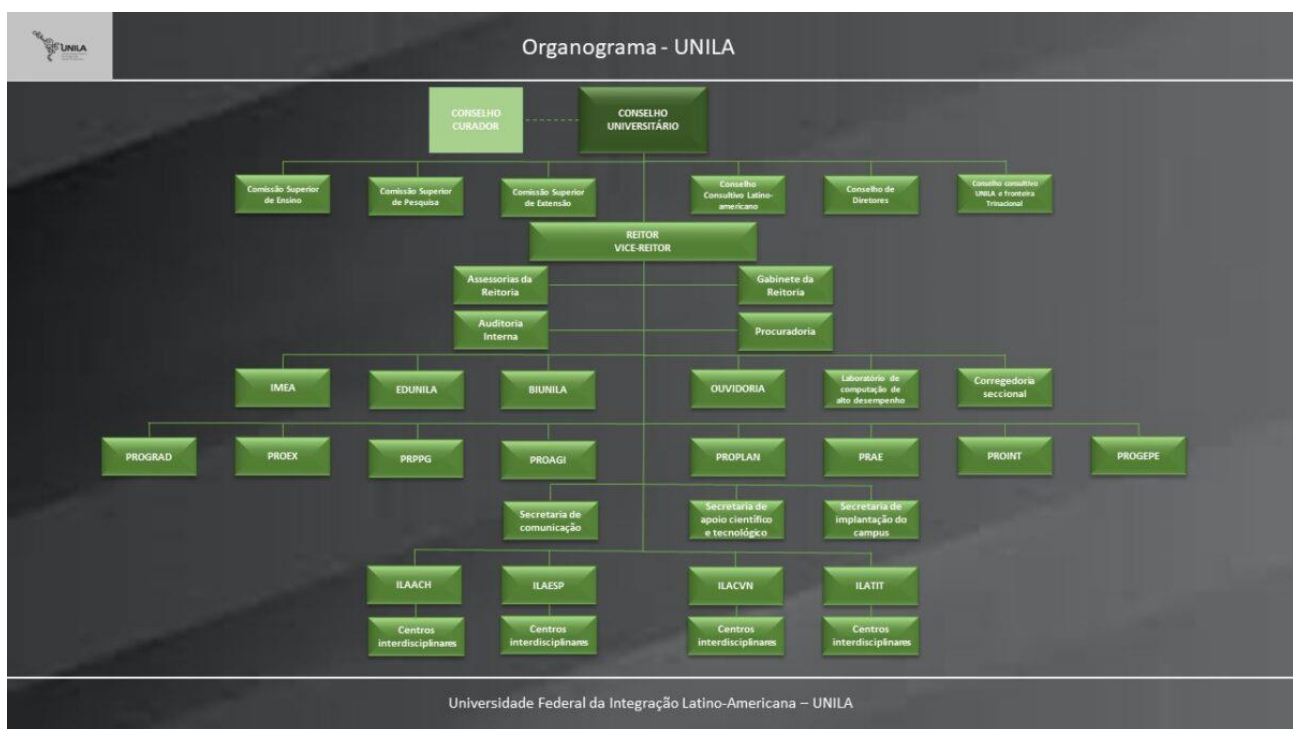 UNILA
Organograma - UNILA
CONSELHO
CURADOR
CONSELHO
UNIVERSITÁRIO
Comissão Superior
de Ensino
Comissão Superior
de Pesquisa
Comissão Superior
de Extensão
Conselho
Consultivo Latino-
americano
Conselho de
Diretores
Conselho consultivo
UNILA e fronteira
Trinacional
REITOR
VICE-REITOR
Assessorias da
Reitoria
Gabinete da
Reitoria
Auditoria
Interna
Procuradoria
IMEA
EDUNILA
BIUNILA
OUVIDORIA
Laboratório de
computação de
alto desempenho
Corregedoria
seccional
PROGRAD
PROEX
PRPPG
PROAGI
PROPLAN
PRAE
PROINT
PROGEPE
Secretaria de
comunicação
Secretaria de
apoio científico
e tecnológico
Secretaria de
implantação do
campus
ILAACH
ILAESP
ILACVN
ILATIT
Centros
interdisciplinares
Centros
interdisciplinares
Centros
interdisciplinares
Centros
interdisciplinares
Universidade Federal da Integração Latino-Americana – UNILA